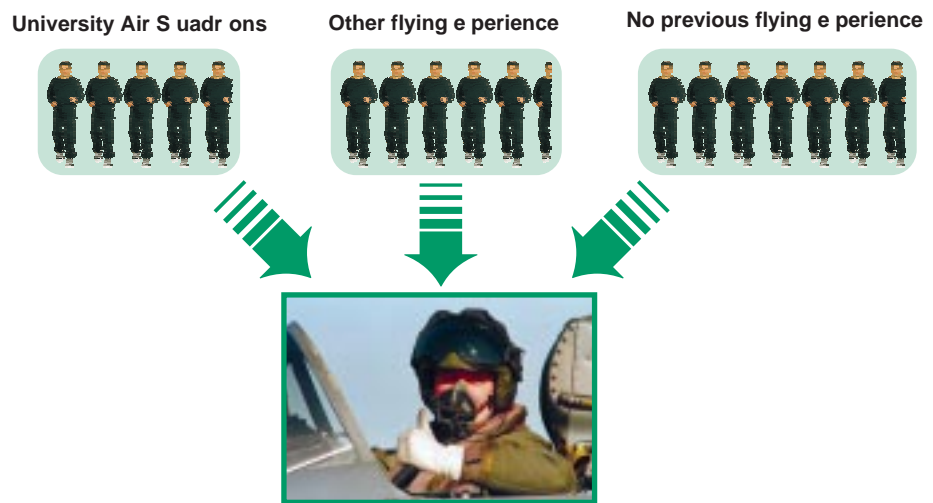 University Air S uadr ons
Other flying e perience
No previous flying e perience